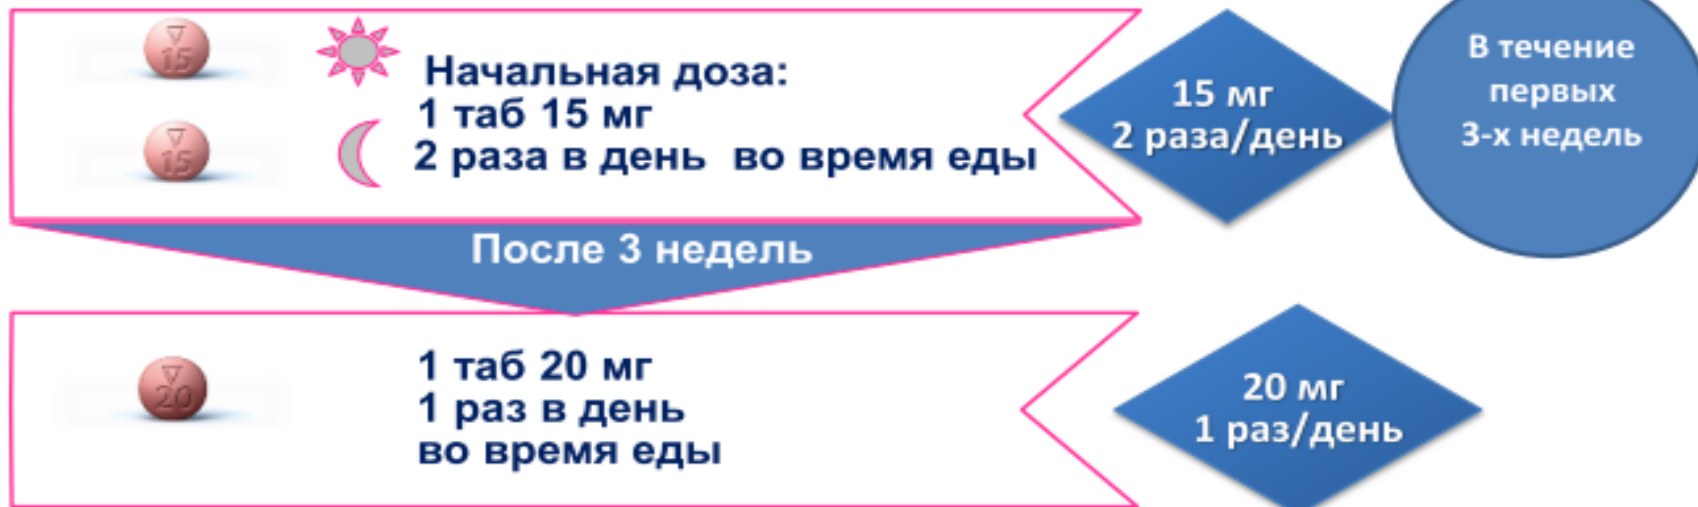 15
Начальная доза:
1 таб 15 мг
15
2 раза в день во время еды
15 мг
2 раза/день
В течение
первых
3-х недель
После 3 недель
20
1 таб 20 мг
1 раз в день
во время еды
20 мг
1 раз/день